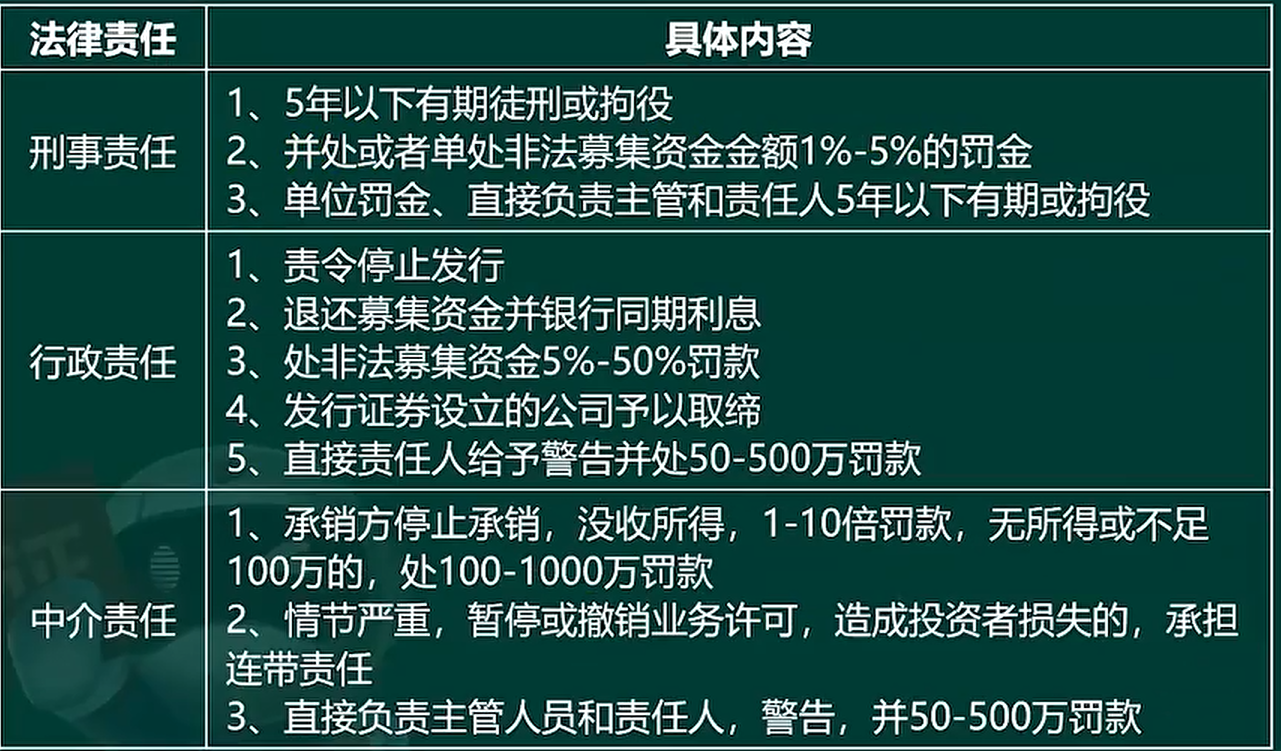 法律责任
具体内容
刑事责任
1、5年以下有期徒刑或拘役
2、并处或者单处非法募集资金金额1%-5%的罚金
3、单位罚金、直接负责主管和责任人5年以下有期或拘役
行政责任
1、责令停止发行
2、退还募集资金并银行同期利息
3、处非法募集资金5%-50%罚款
4、发行证券设立的公司予以取缔
5、直接责任人给予警告并处50-500万罚款
中介责任
1、承销方停止承销，没收所得，1-10倍罚款，无所得或不足
100万的，处100-1000万罚款
2、情节严重，暂停或撤销业务许可，造成投资者损失的，承担
连带责任
3、直接负责主管人员和责任人，警告，并50-500万罚款
证